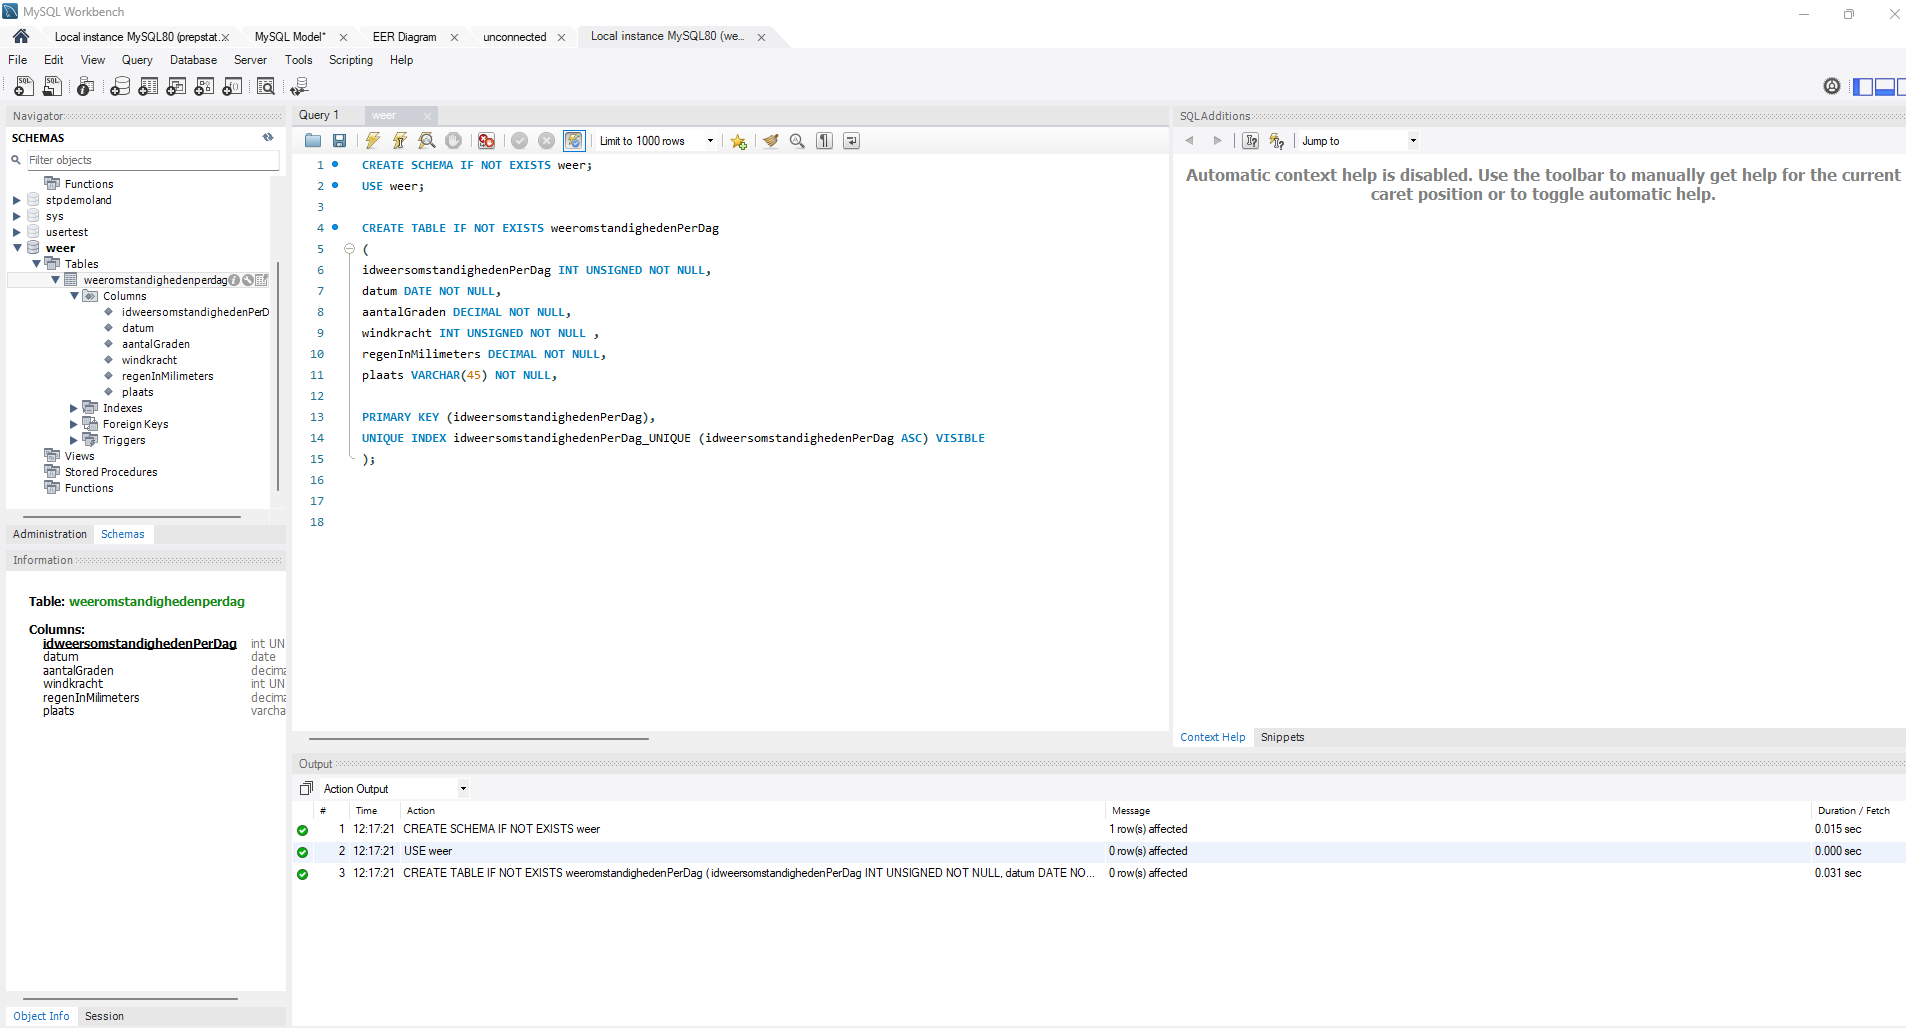 MySQL Workbench
Local instance MySQL80 (prepstat.
MySQL Model*
EER Diagram
unconnected
Local instance MySQL80 (we...
File Edit View Query Database Server Tools Scripting Help
Navigator
SCHEMAS
Filter objects
Functions
stpdemoland
sys
usertest
weer
Tables
weeromstandighedenperdag
Columns
idweersomstandighedenPerD
datum
aantalGraden
windkracht
regenInMilimeters
plaats
Indexes
Foreign Keys
Triggers
Views
Stored Procedures
Functions
Administration Schemas
Information
Table: weeromstandighedenperdag
Columns:
idweersomstandighedenPerDag int UN
datum date
aantalGraden decima
windkracht int UN
regenInMilimeters decima
plaats varcha
Object Info Session
Query 1 weer
Limit to 1000 rows
1 CREATE SCHEMA IF NOT EXISTS weer;
2 USE weer;
3
4 CREATE TABLE IF NOT EXISTS weeromstandighedenPerDag
5 (
6 idweersomstandighedenPerDag INT UNSIGNED NOT NULL,
7 datum DATE NOT NULL,
8 aantalGraden DECIMAL NOT NULL,
9 windkracht INT UNSIGNED NOT NULL ,
10 regenInMilimeters DECIMAL NOT NULL,
11 plaats VARCHAR(45) NOT NULL,
12
13 PRIMARY KEY (idweersomstandighedenPerDag),
14 UNIQUE INDEX idweersomstandighedenPerDag_UNIQUE (idweersomstandighedenPerDag ASC) VISIBLE
15 );
16
17
18
SQLAdditions
Jump to
Automatic context help is disabled. Use the toolbar to manually get help for the current
caret position or to toggle automatic help.
Context Help Snippets
Output
Action Output
# Time Action Message Duration / Fetch
1 12:17:21 CREATE SCHEMA IF NOT EXISTS weer 1 row(s) affected 0.015 sec
2 12:17:21 USE weer 0 row(s) affected 0.000 sec
3 12:17:21 CREATE TABLE IF NOT EXISTS weeromstandighedenPerDag ( idweersomstandighedenPerDag INT UNSIGNED NOT NULL, datum DATE NO... 0 row(s) affected 0.031 sec